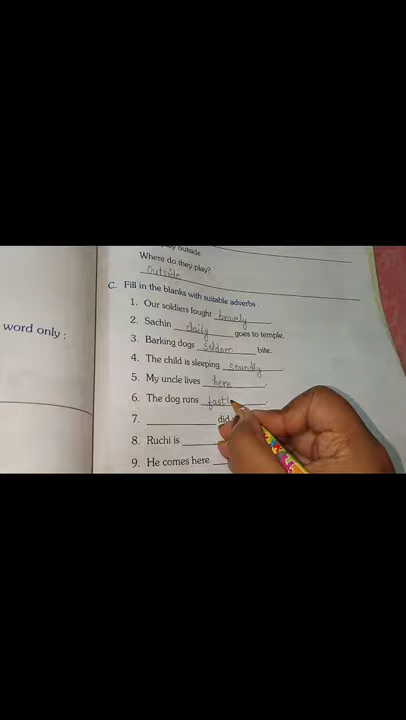 play outside
Where do they play?
Outside
C. Fill in the blanks with suitable adverbs
1. Our soldiers fought bravely
2. Sachin daily goes to temple.
3. Barking dogs seldom bite.
4. The child is sleeping soundly.
5. My uncle lives here.
6. The dog runs fastl.
7. did
8. Ruchi is
9. He comes here
word only :